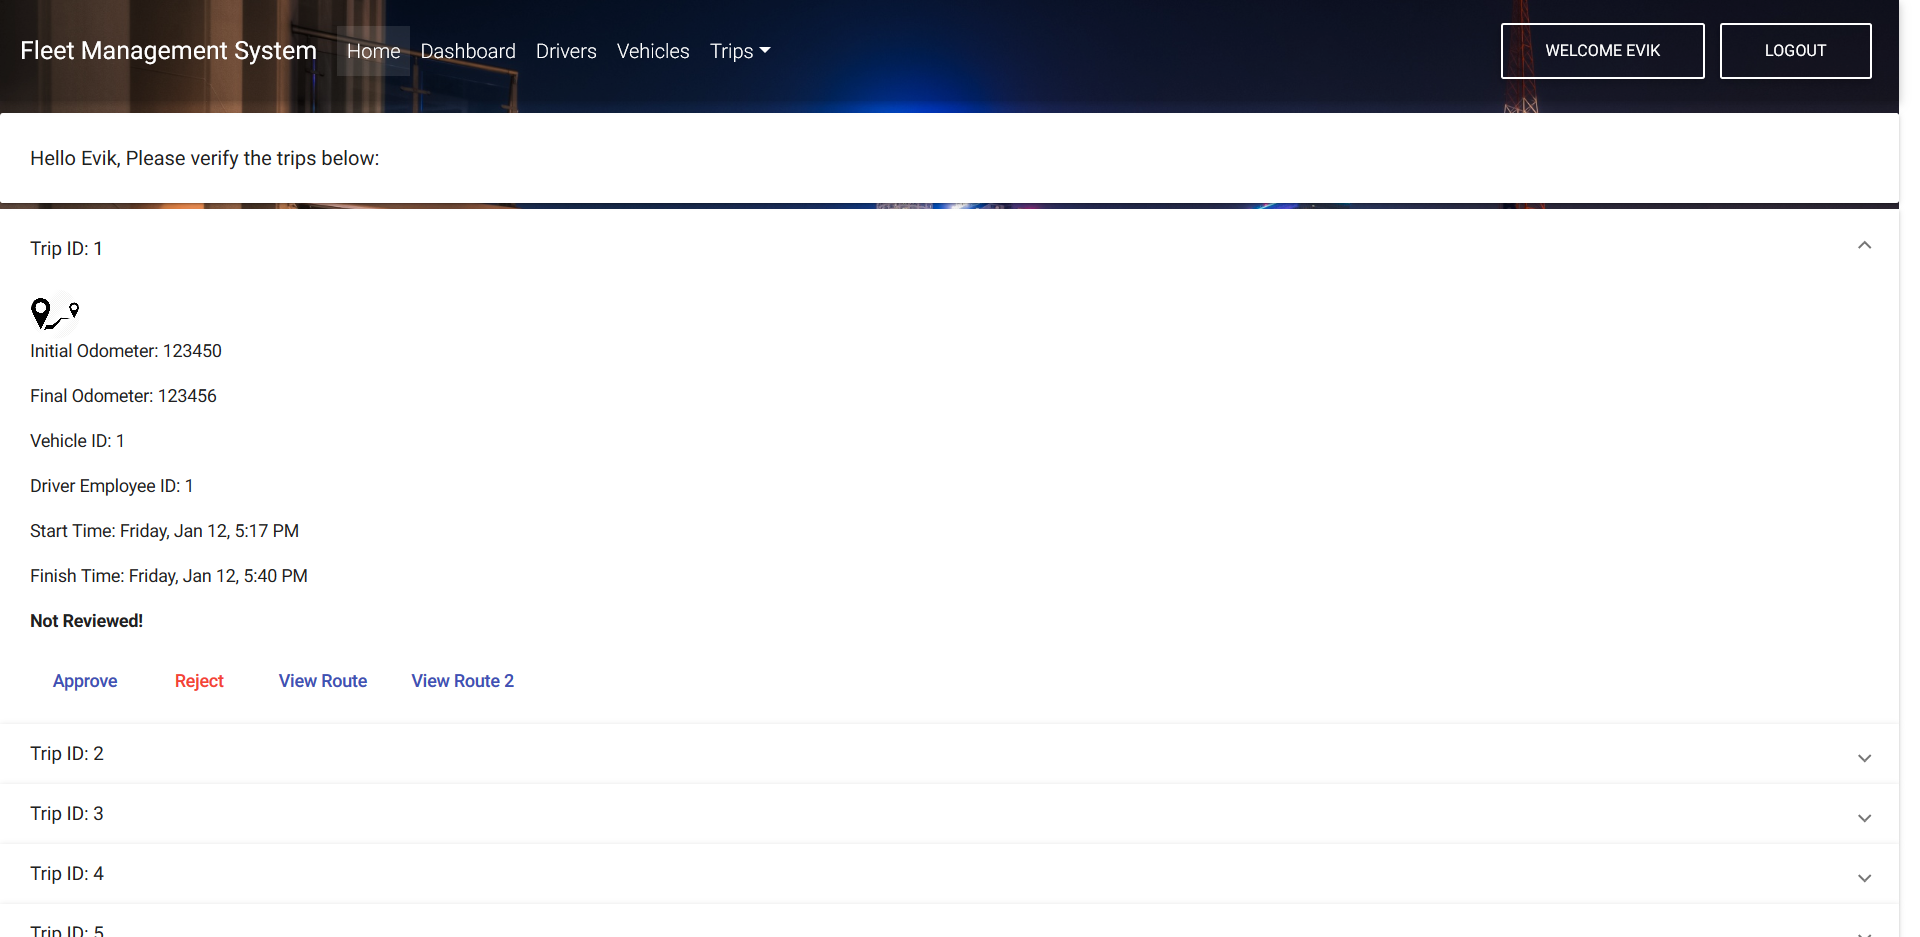 Fleet Management System Home Dashboard Drivers Vehicles Trips WELCOME EVIK LOGOUT
Hello Evik, Please verify the trips below:
Trip ID: 1
Initial Odometer: 123450
Final Odometer: 123456
Vehicle ID: 1
Driver Employee ID: 1
Start Time: Friday, Jan 12, 5:17 PM
Finish Time: Friday, Jan 12, 5:40 PM
Not Reviewed!
Approve Reject View Route View Route 2
Trip ID: 2
Trip ID: 3
Trip ID: 4
Trip ID: 5